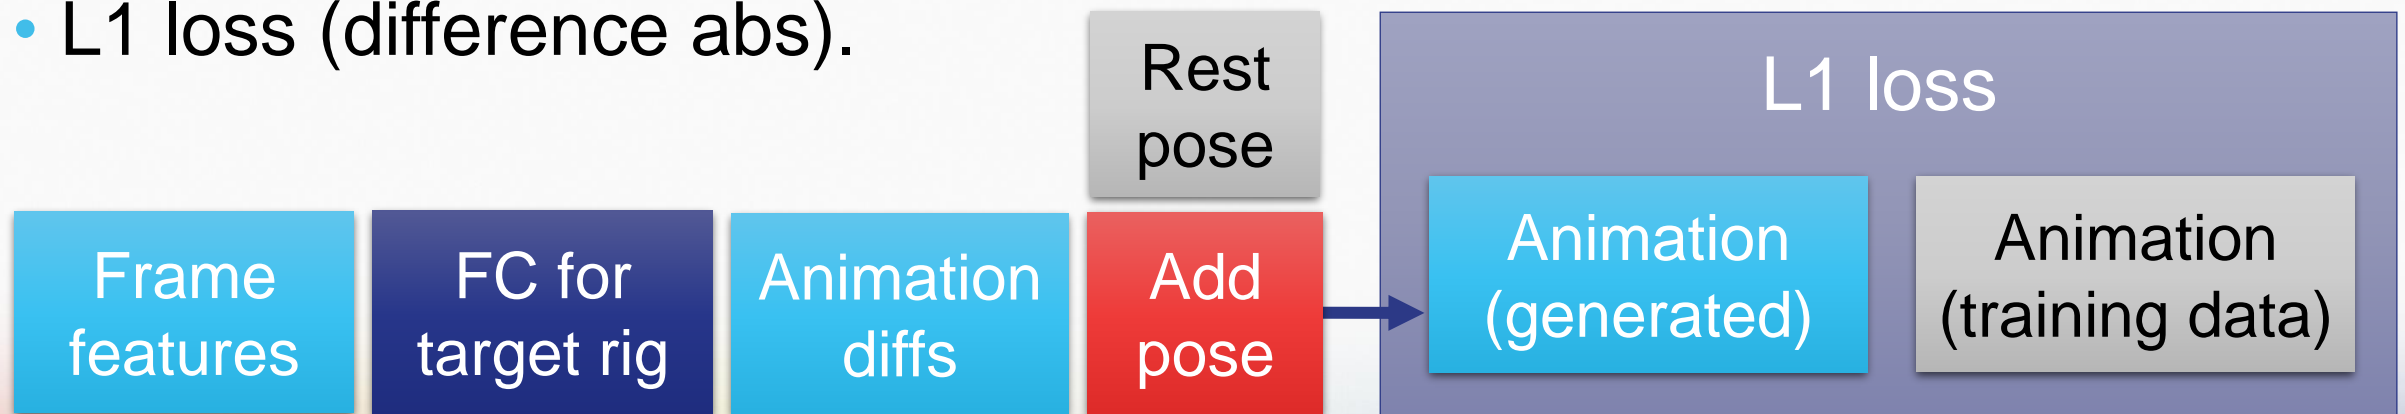 • L1 loss (difference abs).
Rest
pose
L1 loss
Frame
features
FC for
target rig
Animation
diffs
Add
pose
Animation
(generated)
Animation
(training data)